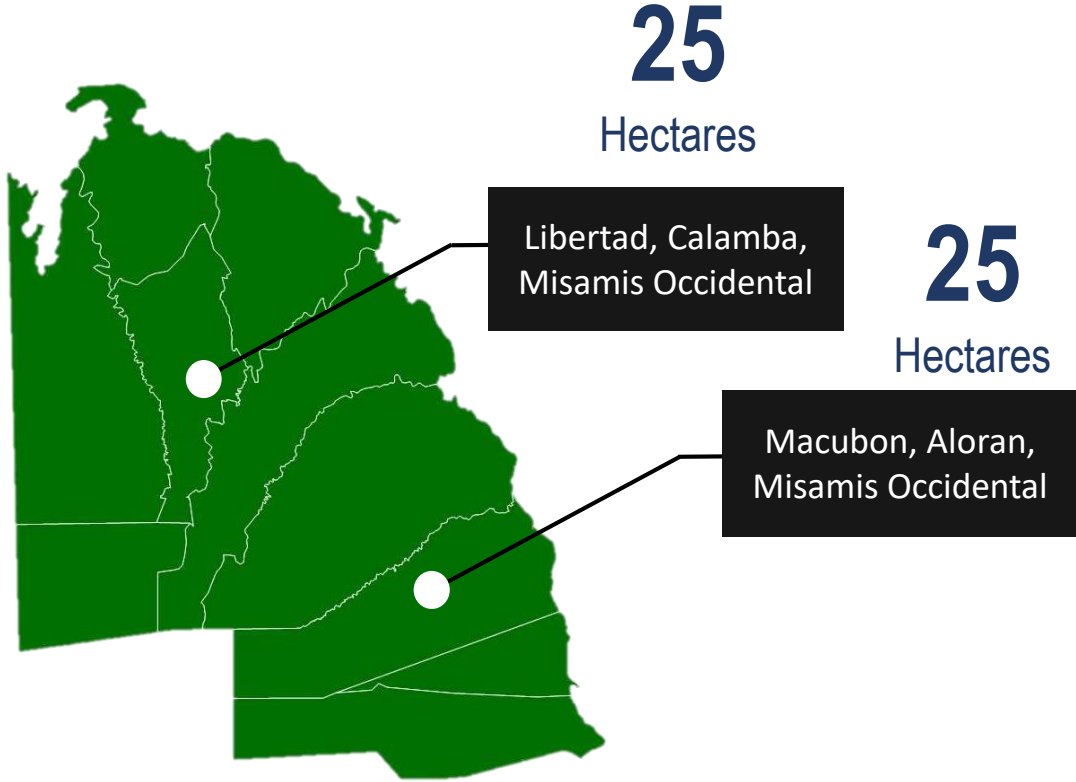 25
Hectares
Libertad, Calamba,
Misamis Occidental
25
Hectares
Macubon, Aloran,
Misamis Occidental